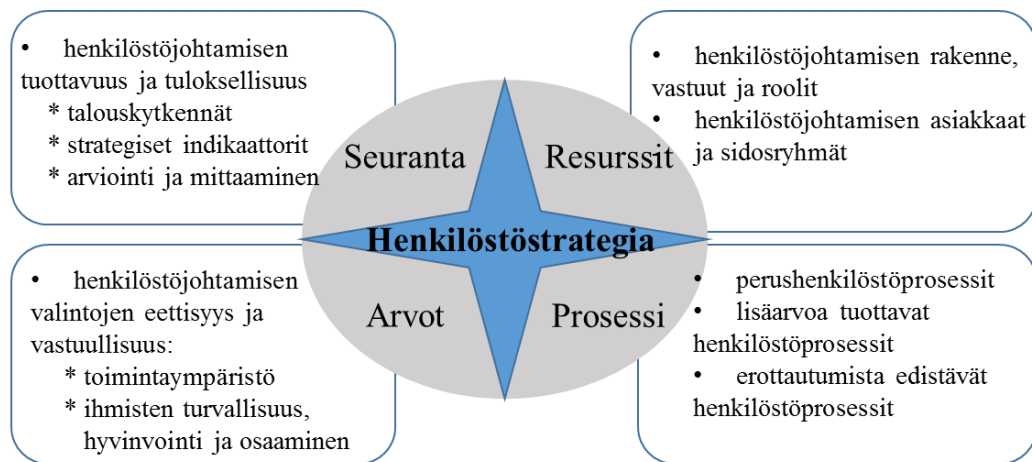 • henkilöstöjohtamisen
tuottavuus ja tuloksellisuus
* talouskytkennät
* strategiset indikaattorit
* arviointi ja mittaaminen
• henkilöstöjohtamisen rakenne,
vastuut ja roolit
• henkilöstöjohtamisen asiakkaat
ja sidosryhmät
Seuranta
Resurssit
Henkilöstöstrategia
Arvot
Prosessi
• henkilöstöjohtamisen
valintojen eettisyys ja
vastuullisuus:
* toimintaympäristö
* ihmisten turvallisuus,
hyvinvointi ja osaaminen
• perushenkilöstöprosessit
• lisäarvoa tuottavat
henkilöstöprosessit
• erottautumista edistävät
henkilöstöprosessit